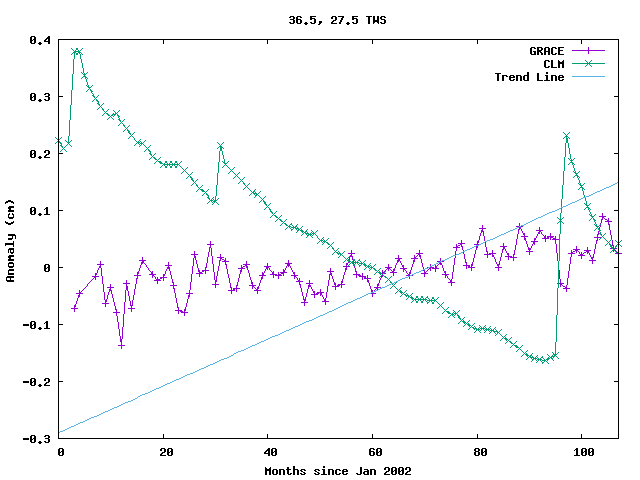 36.5, 27.5 TWS
GRACE
CLM
Trend Line
0.4
0.3
0.2
0.1
0
-0.1
-0.2
-0.3
Anomaly (cm)
0 20 40 60 80 100
Months since Jan 2002